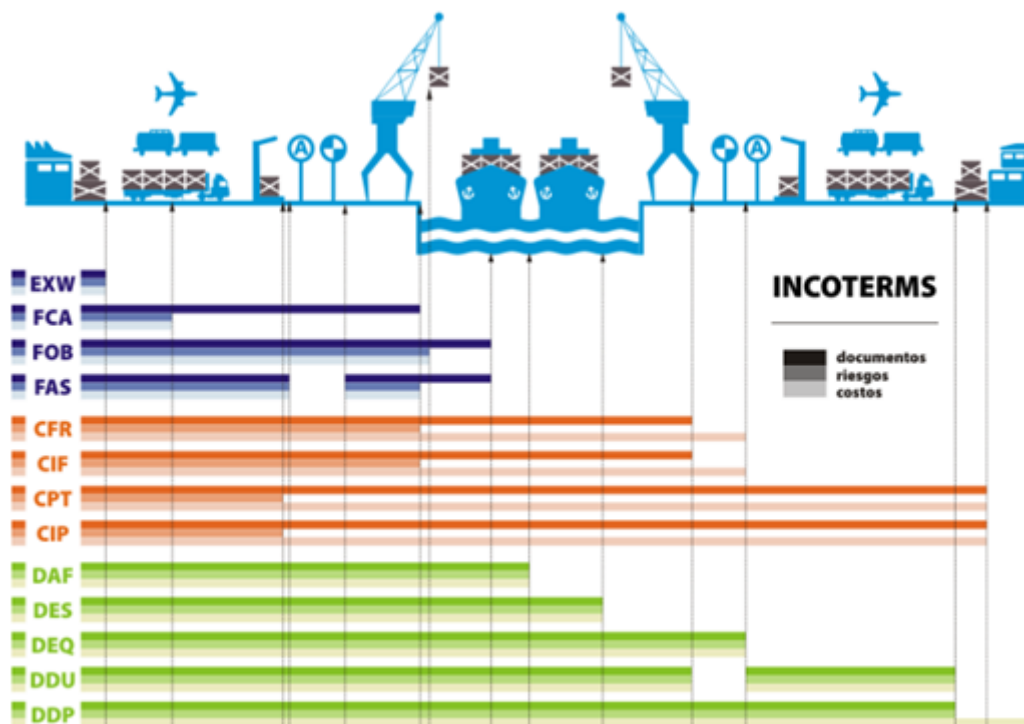 A
A
EXW
INCOTERMS
FCA
FOB
documentos
riesgos
FAS
costos
CFR
CIF
CPT
CIP
DAF
DES
DEQ
DDU
DDP